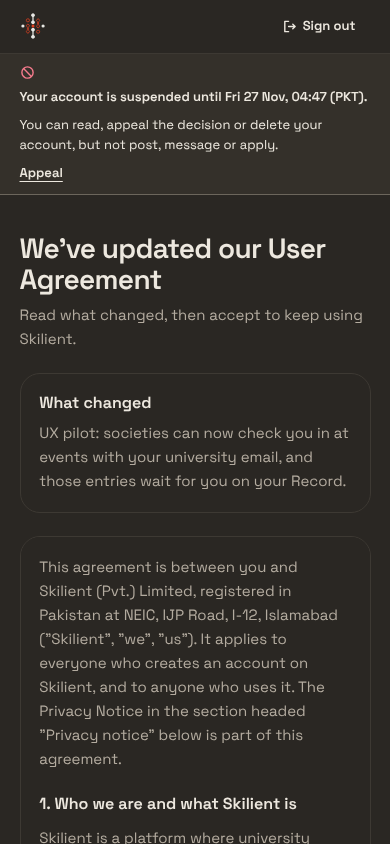 Sign out
Your account is suspended until Fri 27 Nov, 04:47 (PKT).
You can read, appeal the decision or delete your
account, but not post, message or apply.
Appeal
We've updated our User
Agreement
Read what changed, then accept to keep using
Skilient.
What changed
UX pilot: societies can now check you in at
events with your university email, and
those entries wait for you on your Record.
This agreement is between you and
Skilient (Pvt.) Limited, registered in
Pakistan at NEIC, IJP Road, I-12, Islamabad
("Skilient", "we", "us"). It applies to
everyone who creates an account on
Skilient, and to anyone who uses it. The
Privacy Notice in the section headed
"Privacy notice" below is part of this
agreement.
1. Who we are and what Skilient is
Skilient is a platform where university